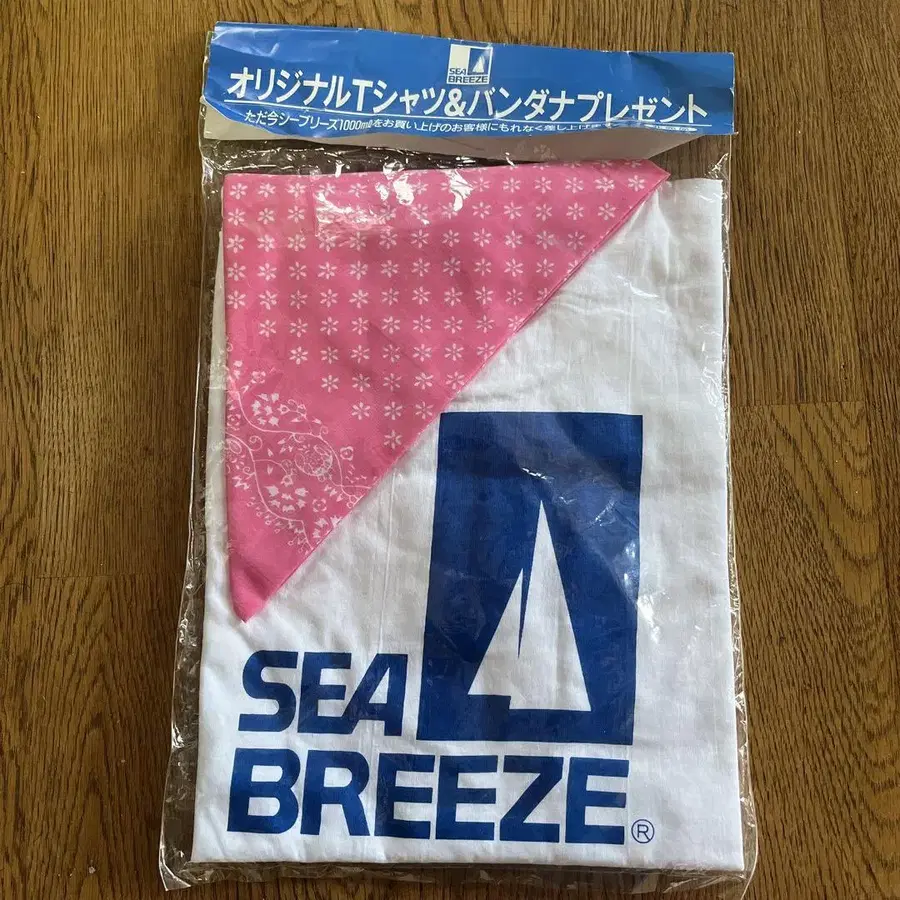 SEA
BREEZE
オリジナルTシャツ&バンダナプレゼント
ただ今シーブリーズ1000mlをお買い上げのお客様にもれなく差し上げ
SEA
BREEZE®